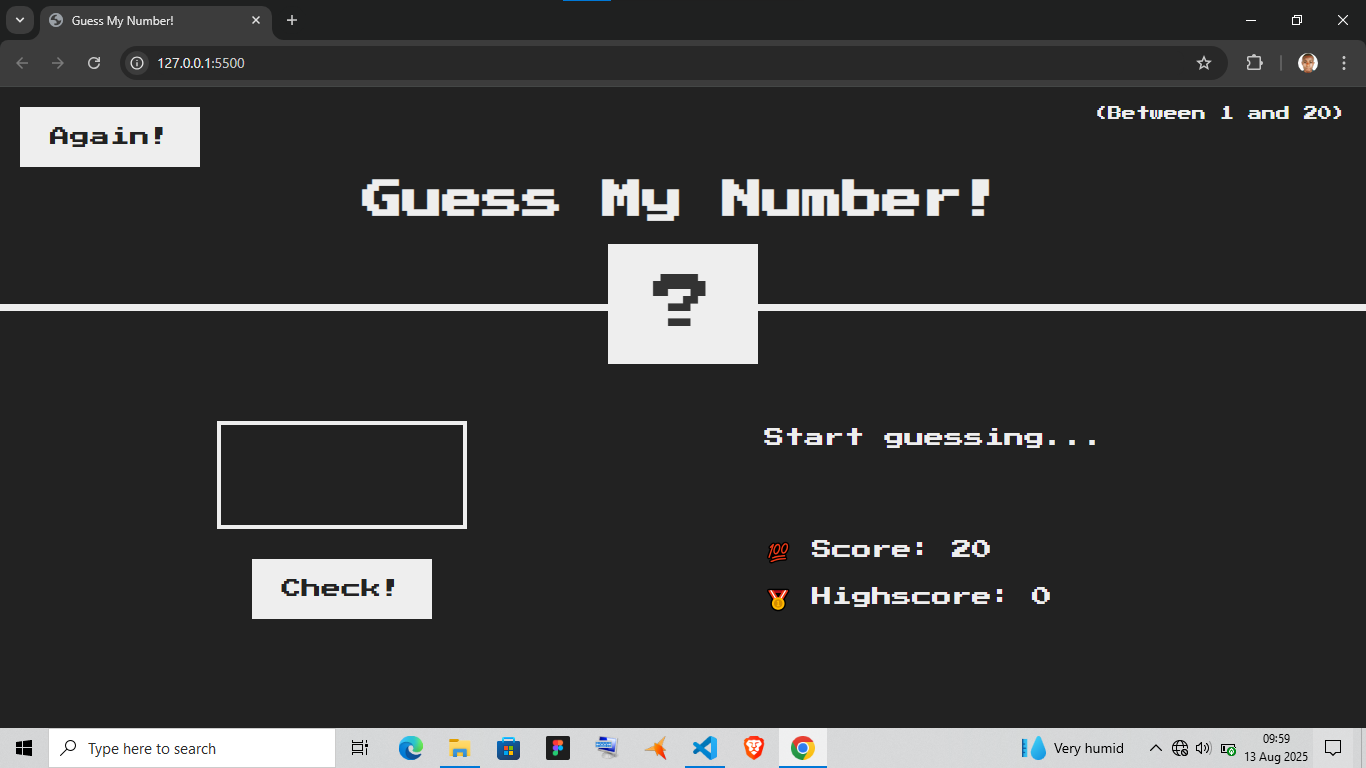 Guess My Number!
127.0.0.1:5500
Again!
(Between 1 and 20)
Guess My Number!
?
Start guessing...
💯 Score: 20
🥇 Highscore: 0
Check!
Type here to search
Very humid
09:59
13 Aug 2025